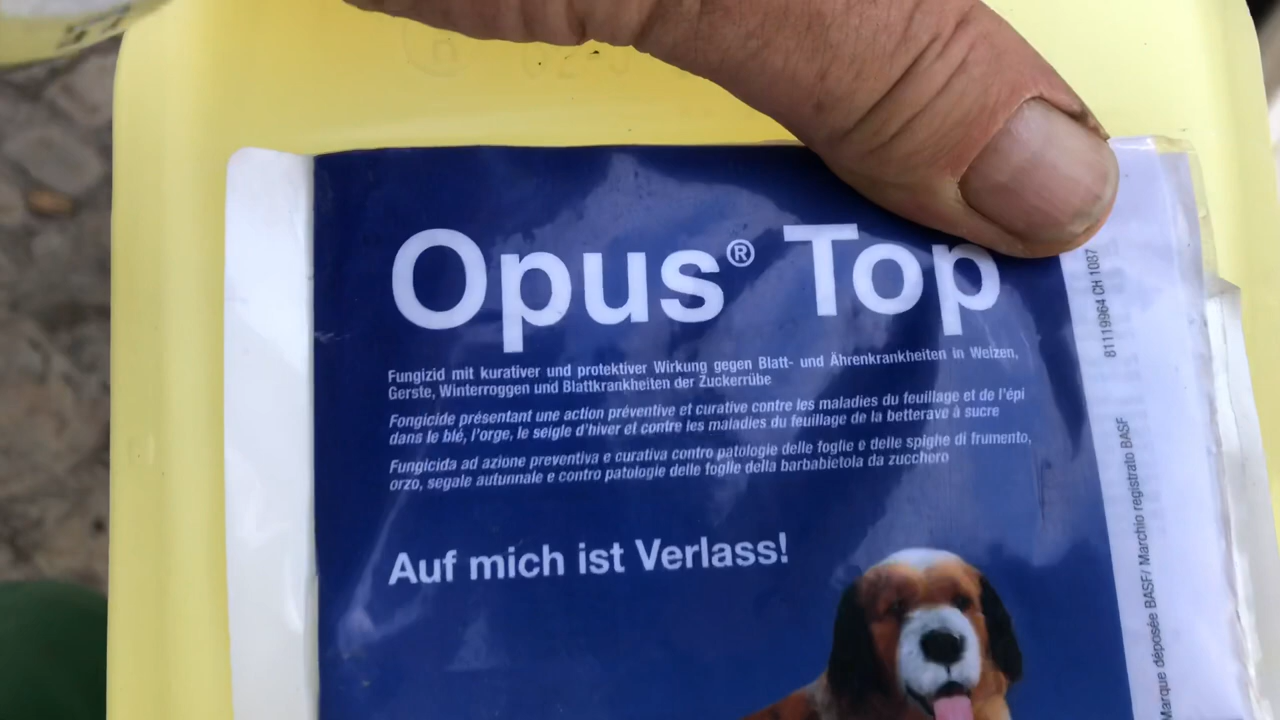 Opus® Top
Fungizid mit kurativer und protektiver Wirkung gegen Blatt- und Ährenkrankheiten in Weizen,
Gerste, Winterroggen und Blattkrankheiten der Zuckerrübe
Fongicide présentant une action préventive et curative contre les maladies du feuillage et de l'épi
dans le blé, l'orge, le seigle d'hiver et contre les maladies du feuillage de la betterave à sucre
Fungicida ad azione preventiva e curativa contro patologie delle foglie e delle spighe di frumento,
orzo, segale autunnale e contro patologie delle foglie della barbabietola da zucchero
Auf mich ist Verlass!
81119964 CH 1087
Marque déposée BASF/ Marchio registrato BASF